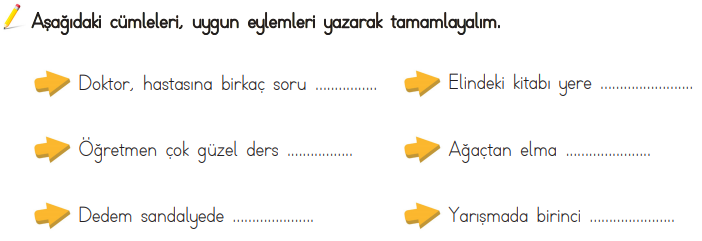 Aşağıdaki cümleleri, uygun eylemleri yazarak tamamlayalım.
Doktor, hastasına birkaç soru ................
Elindeki kitabı yere ........................
Öğretmen çok güzel ders .................
Ağaçtan elma ......................
Dedem sandalyede .....................
Yarışmada birinci ......................